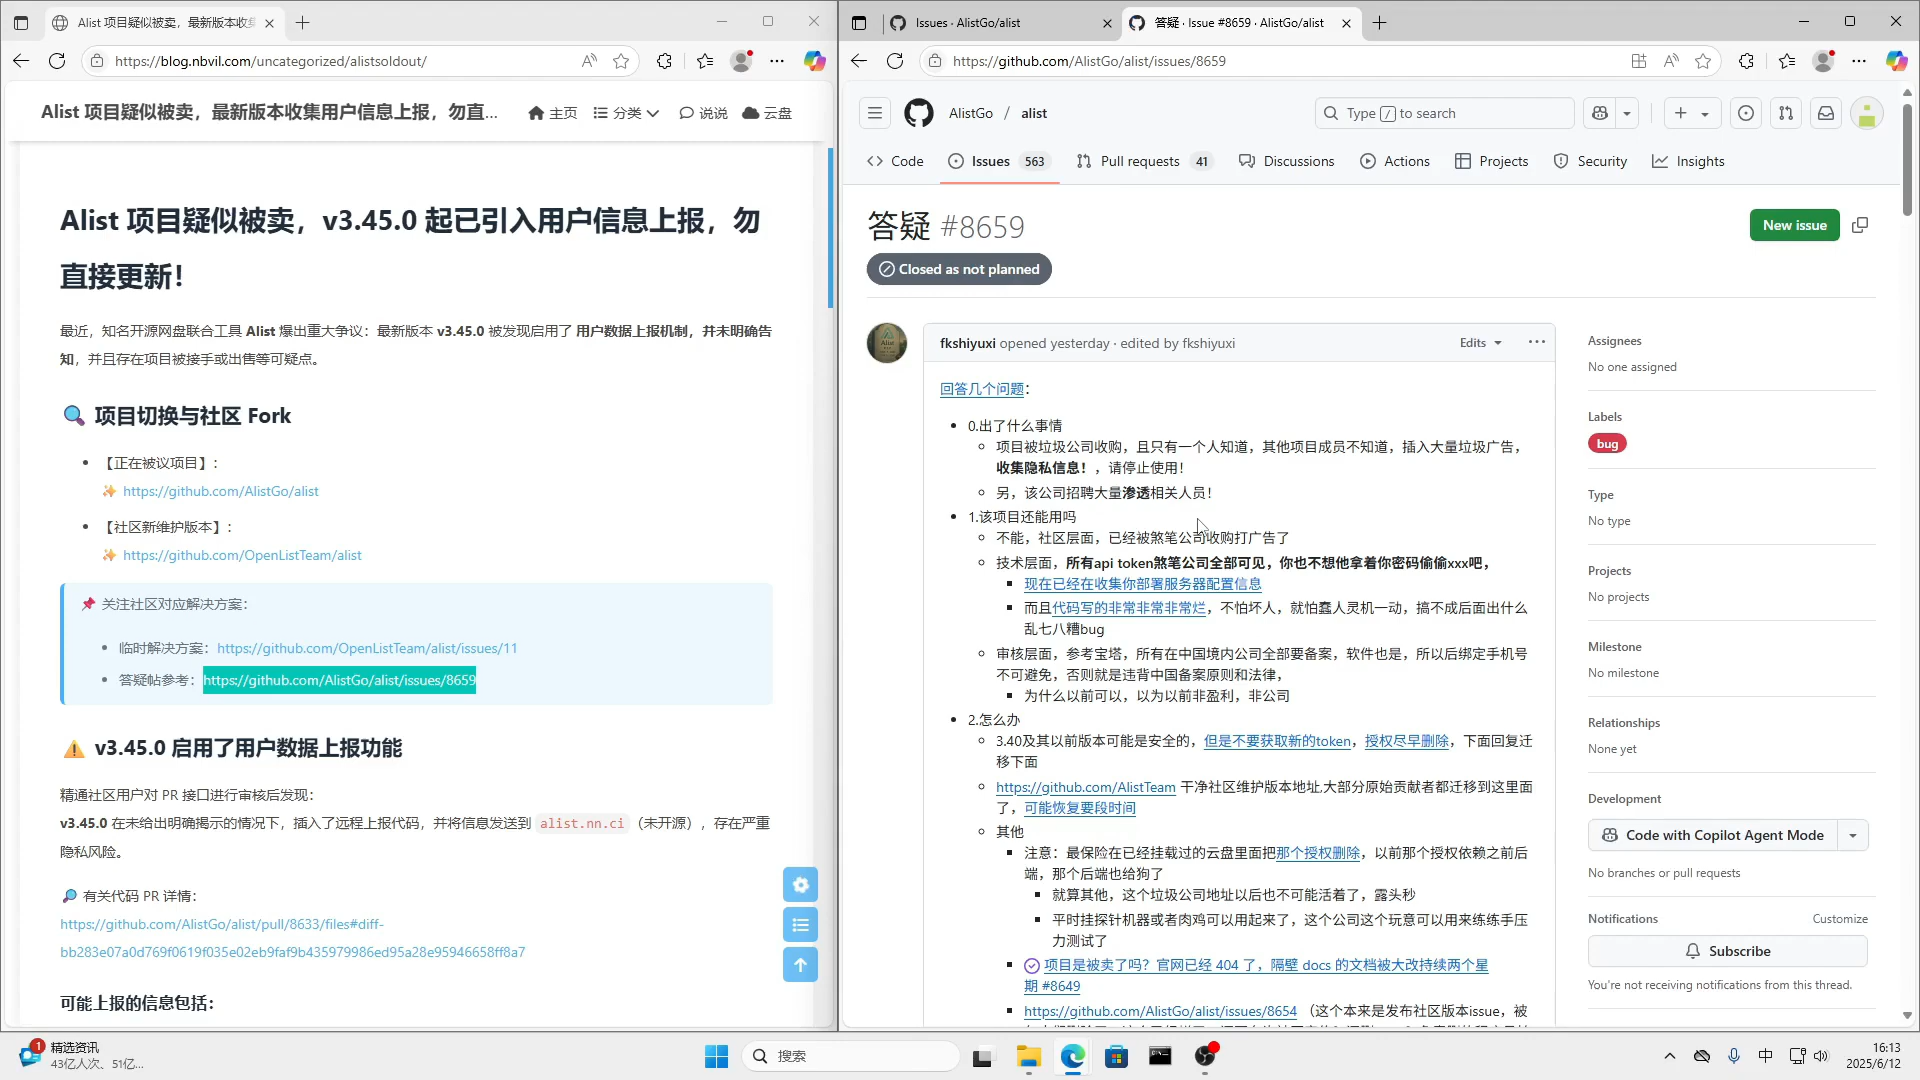 Alist 项目疑似被卖，最新版本收集
Issues · AlistGo/alist
答疑 · Issue #8659 · AlistGo/alist
https://blog.nbvil.com/uncategorized/alistsoldout/
https://github.com/AlistGo/alist/issues/8659
Alist 项目疑似被卖，最新版本收集用户信息上报，勿直...
主页
分类
说说
云盘
Alist 项目疑似被卖，v3.45.0 起已引入用户信息上报，勿
直接更新！
最近，知名开源网盘联合工具 Alist 爆出重大争议：最新版本 v3.45.0 被发现启用了 用户数据上报机制，并未明确告
知，并且存在项目被接手或出售等可疑点。
项目切换与社区 Fork
【正在被议项目】：
https://github.com/AlistGo/alist
【社区新维护版本】：
https://github.com/OpenListTeam/alist
关注社区对应解决方案：
临时解决方案：https://github.com/OpenListTeam/alist/issues/11
答疑帖参考：https://github.com/AlistGo/alist/issues/8659
v3.45.0 启用了用户数据上报功能
精通社区用户对 PR 接口进行审核后发现：
v3.45.0 在未给出明确揭示的情况下，插入了远程上报代码，并将信息发送到 alist.nn.ci （未开源），存在严重
隐私风险。
有关代码 PR 详情：
https://github.com/AlistGo/alist/pull/8633/files#diff-
bb283e07a0d769f0619f035e02eb9faf9b435979986ed95a28e95946658ff8a7
可能上报的信息包括：
AlistGo / alist
Type / to search
Code
Issues 563
Pull requests 41
Discussions
Actions
Projects
Security
Insights
答疑 #8659
New issue
Closed as not planned
fkshiyuxi opened yesterday · edited by fkshiyuxi
Edits
回答几个问题：
0.出了什么事情
项目被垃圾公司收购，且只有一个人知道，其他项目成员不知道，插入大量垃圾广告，
收集隐私信息！，请停止使用！
另，该公司招聘大量渗透相关人员！
1.该项目还能用吗
不能，社区层面，已经被煞笔公司收购打广告了
技术层面，所有api token煞笔公司全部可见，你也不想他拿着你密码偷偷xxx吧，
现在已经在收集你部署服务器配置信息
而且代码写的非常非常非常烂，不怕坏人，就怕蠢人灵机一动，搞不成后面出什么
乱七八糟bug
审核层面，参考宝塔，所有在中国境内公司全部要备案，软件也是，所以后绑定手机号
不可避免，否则就是违背中国备案原则和法律，
为什么以前可以，以为以前非盈利，非公司
2.怎么办
3.40及其以前版本可能是安全的，但是不要获取新的token，授权尽早删除，下面回复迁
移下面
https://github.com/AlistTeam 干净社区维护版本地址,大部分原始贡献者都迁移到这里面
了，可能恢复要段时间
其他
注意：最保险在已经挂载过的云盘里面把那个授权删除，以前那个授权依赖之前后
端，那个后端也给狗了
就算其他，这个垃圾公司地址以后也不可能活着了，露头秒
平时挂探针机器或者肉鸡可以用起来了，这个公司这个玩意可以用来练练手压
力测试了
项目是被卖了吗？官网已经 404 了，隔壁 docs 的文档被大改持续两个星
期 #8649
https://github.com/AlistGo/alist/issues/8654 （这个本来是发布社区版本issue，被
Assignees
No one assigned
Labels
bug
Type
No type
Projects
No projects
Milestone
No milestone
Relationships
None yet
Development
Code with Copilot Agent Mode
No branches or pull requests
Notifications
Customize
Subscribe
You're not receiving notifications from this thread.
1
精选资讯
43亿人次、51亿...
搜索
中
16:13
2025/6/12